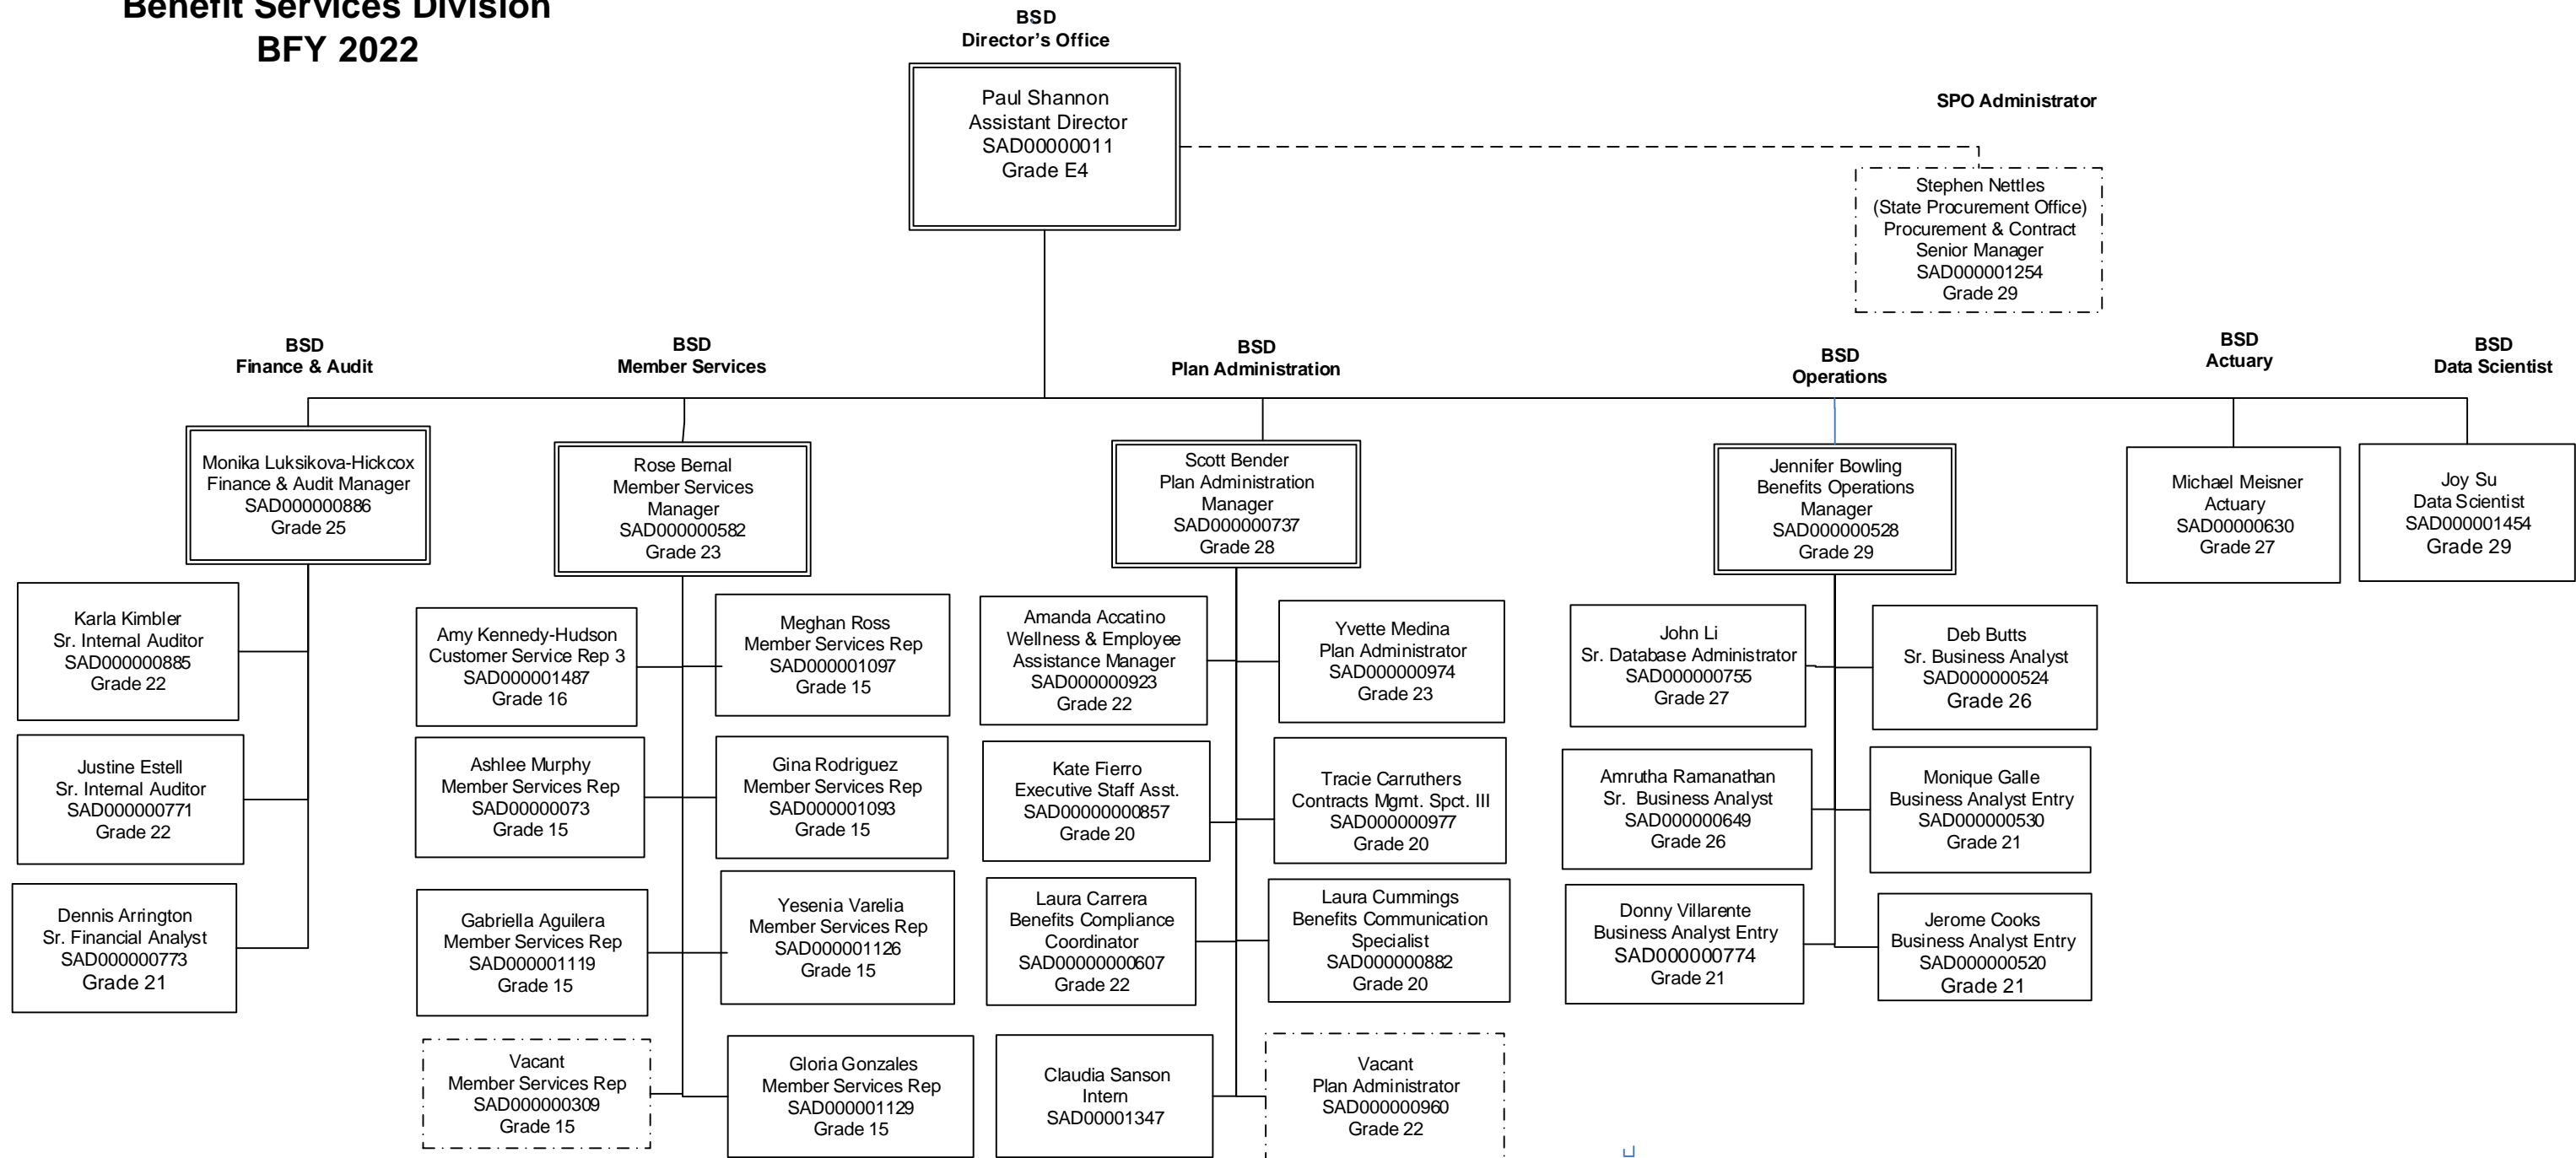 Benefit Services Division
BFY 2022
BSD
Director's Office
Paul Shannon
Assistant Director
SAD00000011
Grade E4
SPO Administrator
Stephen Nettles
(State Procurement Office)
Procurement & Contract
Senior Manager
SAD000001254
Grade 29
BSD
Finance & Audit
BSD
Member Services
BSD
Plan Administration
BSD
Operations
BSD
Actuary
BSD
Data Scientist
Monika Luksikova-Hickcox
Finance & Audit Manager
SAD000000886
Grade 25
Rose Bernal
Member Services
Manager
SAD000000582
Grade 23
Scott Bender
Plan Administration
Manager
SAD000000737
Grade 28
Jennifer Bowling
Benefits Operations
Manager
SAD000000528
Grade 29
Michael Meisner
Actuary
SAD00000630
Grade 27
Joy Su
Data Scientist
SAD000001454
Grade 29
Karla Kimbler
Sr. Internal Auditor
SAD000000885
Grade 22
Justine Estell
Sr. Internal Auditor
SAD000000771
Grade 22
Dennis Arrington
Sr. Financial Analyst
SAD000000773
Grade 21
Amy Kennedy-Hudson
Customer Service Rep 3
SAD000001487
Grade 16
Meghan Ross
Member Services Rep
SAD000001097
Grade 15
Ashlee Murphy
Member Services Rep
SAD00000073
Grade 15
Gina Rodriguez
Member Services Rep
SAD000001093
Grade 15
Gabriella Aguilera
Member Services Rep
SAD000001119
Grade 15
Yesenia Varelia
Member Services Rep
SAD000001126
Grade 15
Vacant
Member Services Rep
SAD000000309
Grade 15
Gloria Gonzales
Member Services Rep
SAD000001129
Grade 15
Amanda Accatino
Wellness & Employee
Assistance Manager
SAD000000923
Grade 22
Yvette Medina
Plan Administrator
SAD000000974
Grade 23
Kate Fierro
Executive Staff Asst.
SAD00000000857
Grade 20
Tracie Carruthers
Contracts Mgmt. Spct. III
SAD000000977
Grade 20
Laura Carrera
Benefits Compliance
Coordinator
SAD00000000607
Grade 22
Laura Cummings
Benefits Communication
Specialist
SAD000000882
Grade 20
Claudia Sanson
Intern
SAD00001347
Vacant
Plan Administrator
SAD000000960
Grade 22
John Li
Sr. Database Administrator
SAD000000755
Grade 27
Deb Butts
Sr. Business Analyst
SAD000000524
Grade 26
Amrutha Ramanathan
Sr. Business Analyst
SAD000000649
Grade 26
Monique Galle
Business Analyst Entry
SAD000000530
Grade 21
Donny Villarente
Business Analyst Entry
SAD000000774
Grade 21
Jerome Cooks
Business Analyst Entry
SAD000000520
Grade 21